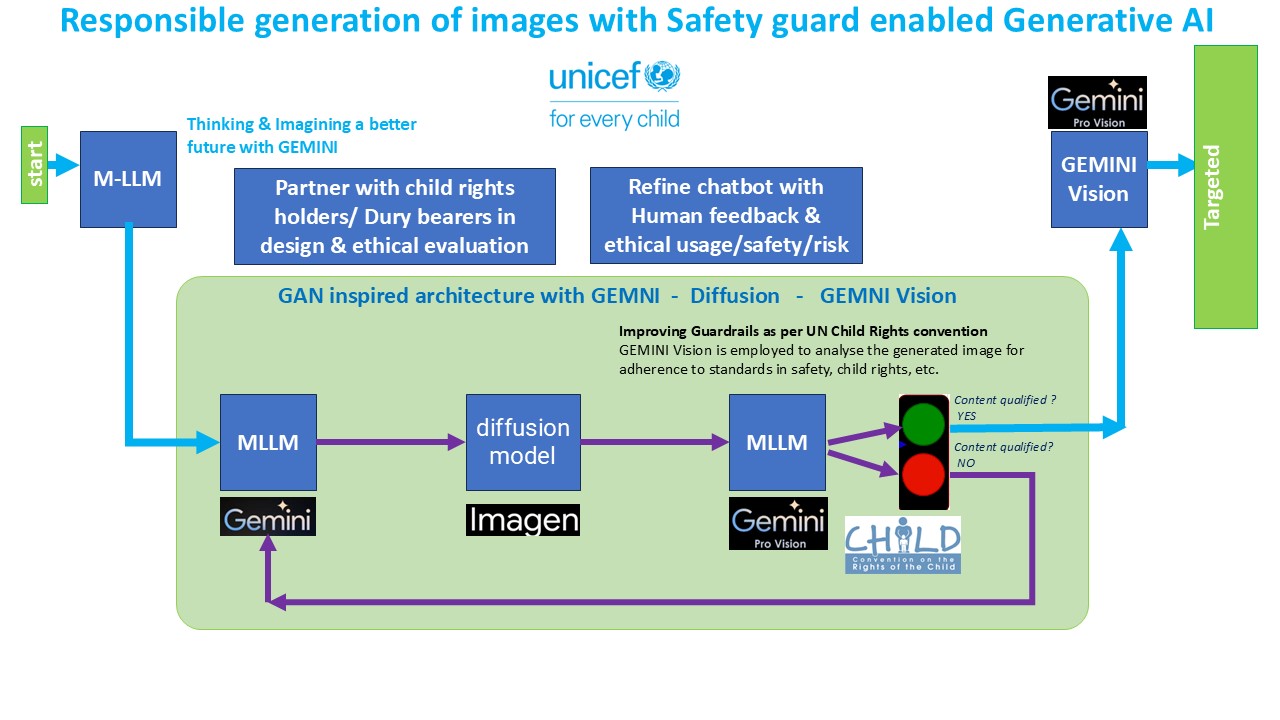 Responsible generation of images with Safety guard enabled Generative AI
unicef
for every child
start
M-LLM
Thinking & Imagining a better
future with GEMINI
Partner with child rights
holders/ Dury bearers in
design & ethical evaluation
Refine chatbot with
Human feedback &
ethical usage/safety/risk
Gemini
Pro Vision
GEMINI
Vision
Targeted
GAN inspired architecture with GEMNI - Diffusion - GEMNI Vision
Improving Guardrails as per UN Child Rights convention
GEMINI Vision is employed to analyse the generated image for
adherence to standards in safety, child rights, etc.
MLLM
Gemini
diffusion
model
Imagen
MLLM
Gemini
Pro Vision
Content qualified ?
YES
Content qualified?
NO
CHILD
Convention on the
Rights of the Child